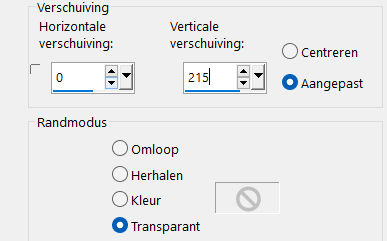 Verschuiving
Horizontale verschuiving:
Verticale verschuiving:
0
215
Centreren
Aangepast
Randmodus
Omloop
Herhalen
Kleur
Transparant